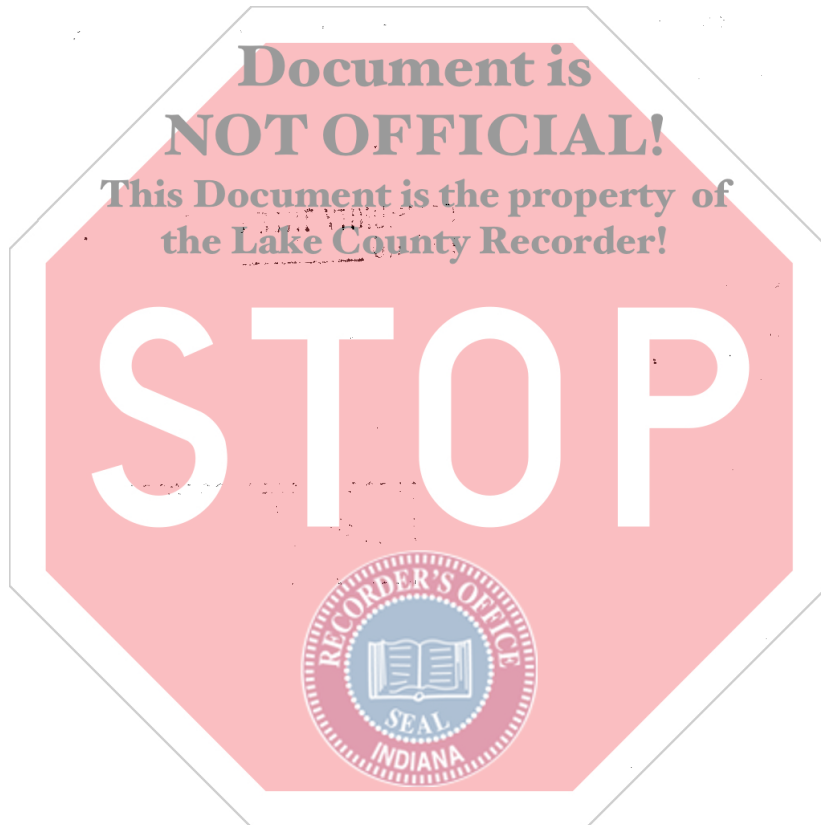 Document is
NOT OFFICIAL!
This Document is the property of
the Lake County Recorder!
STOP
RECORDER'S OFFICE
SEAL
INDIANA